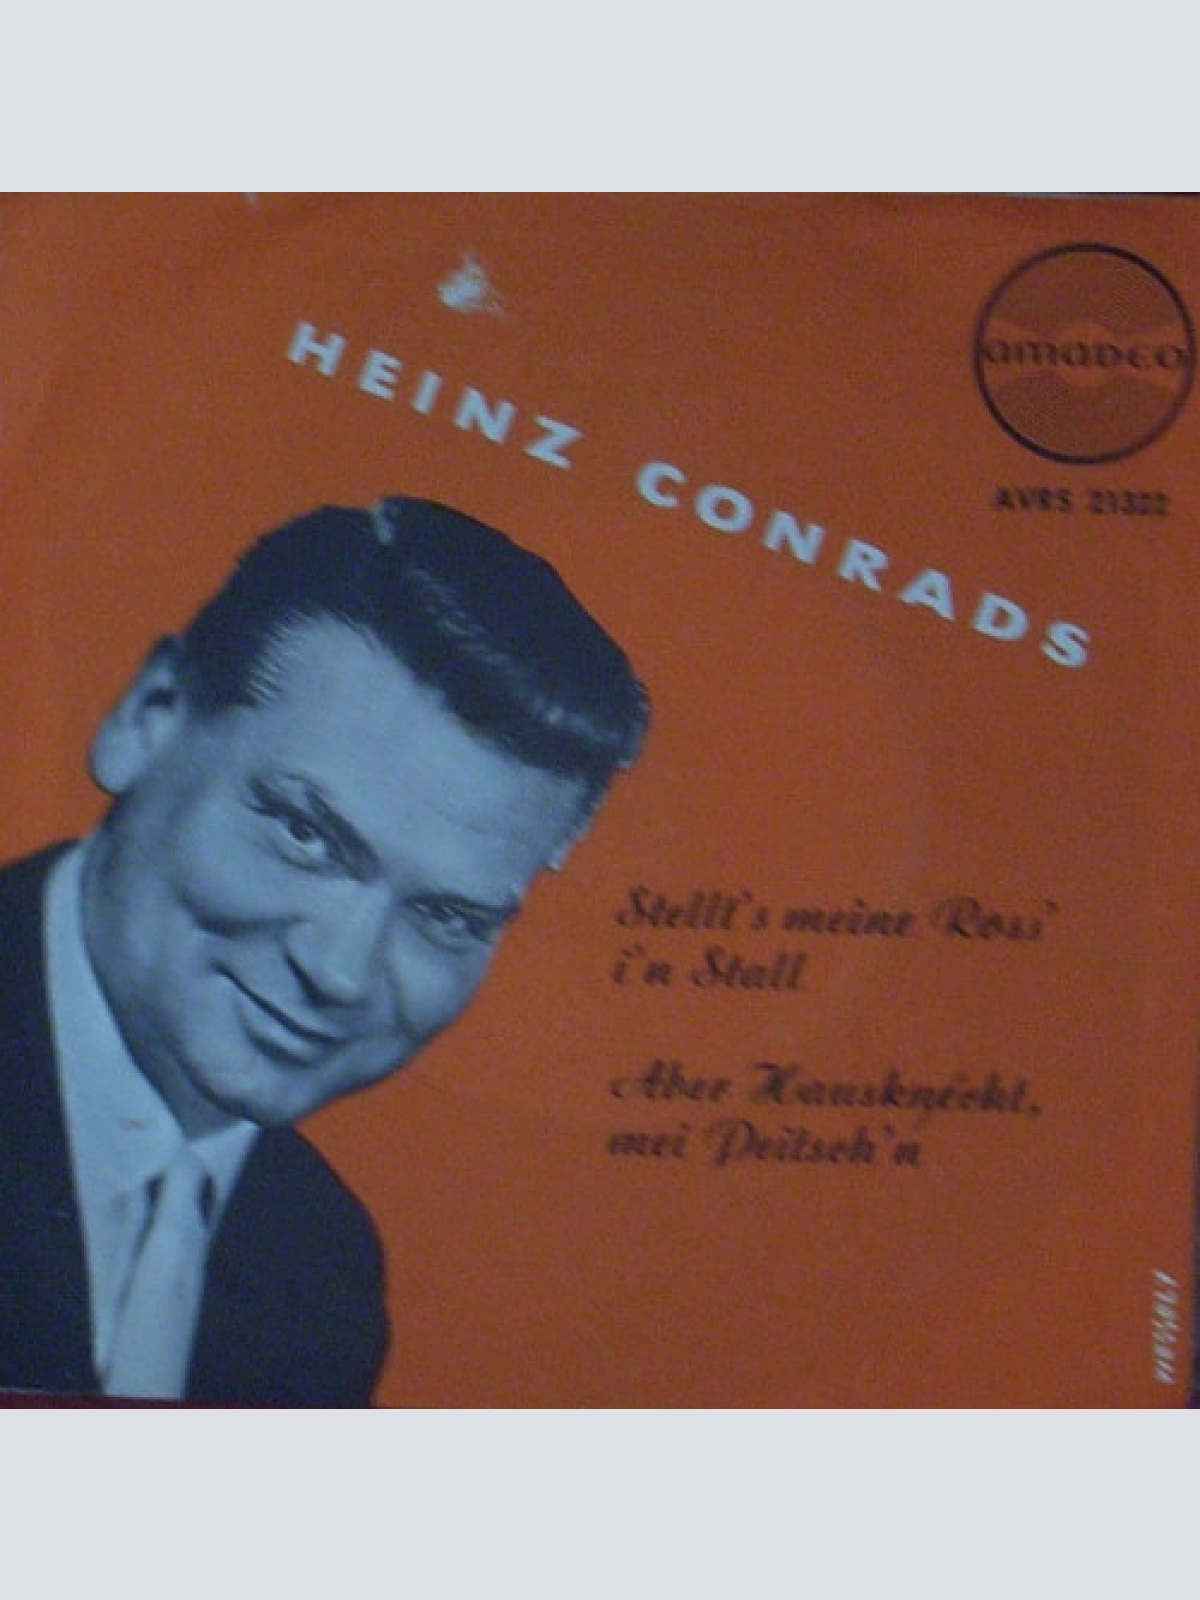 HEINZ CONRADS
amadeo
AVRS 21322
Stellt's meine Ross'
i'n Stall
Aber Hausknecht,
mei Peitsch'n